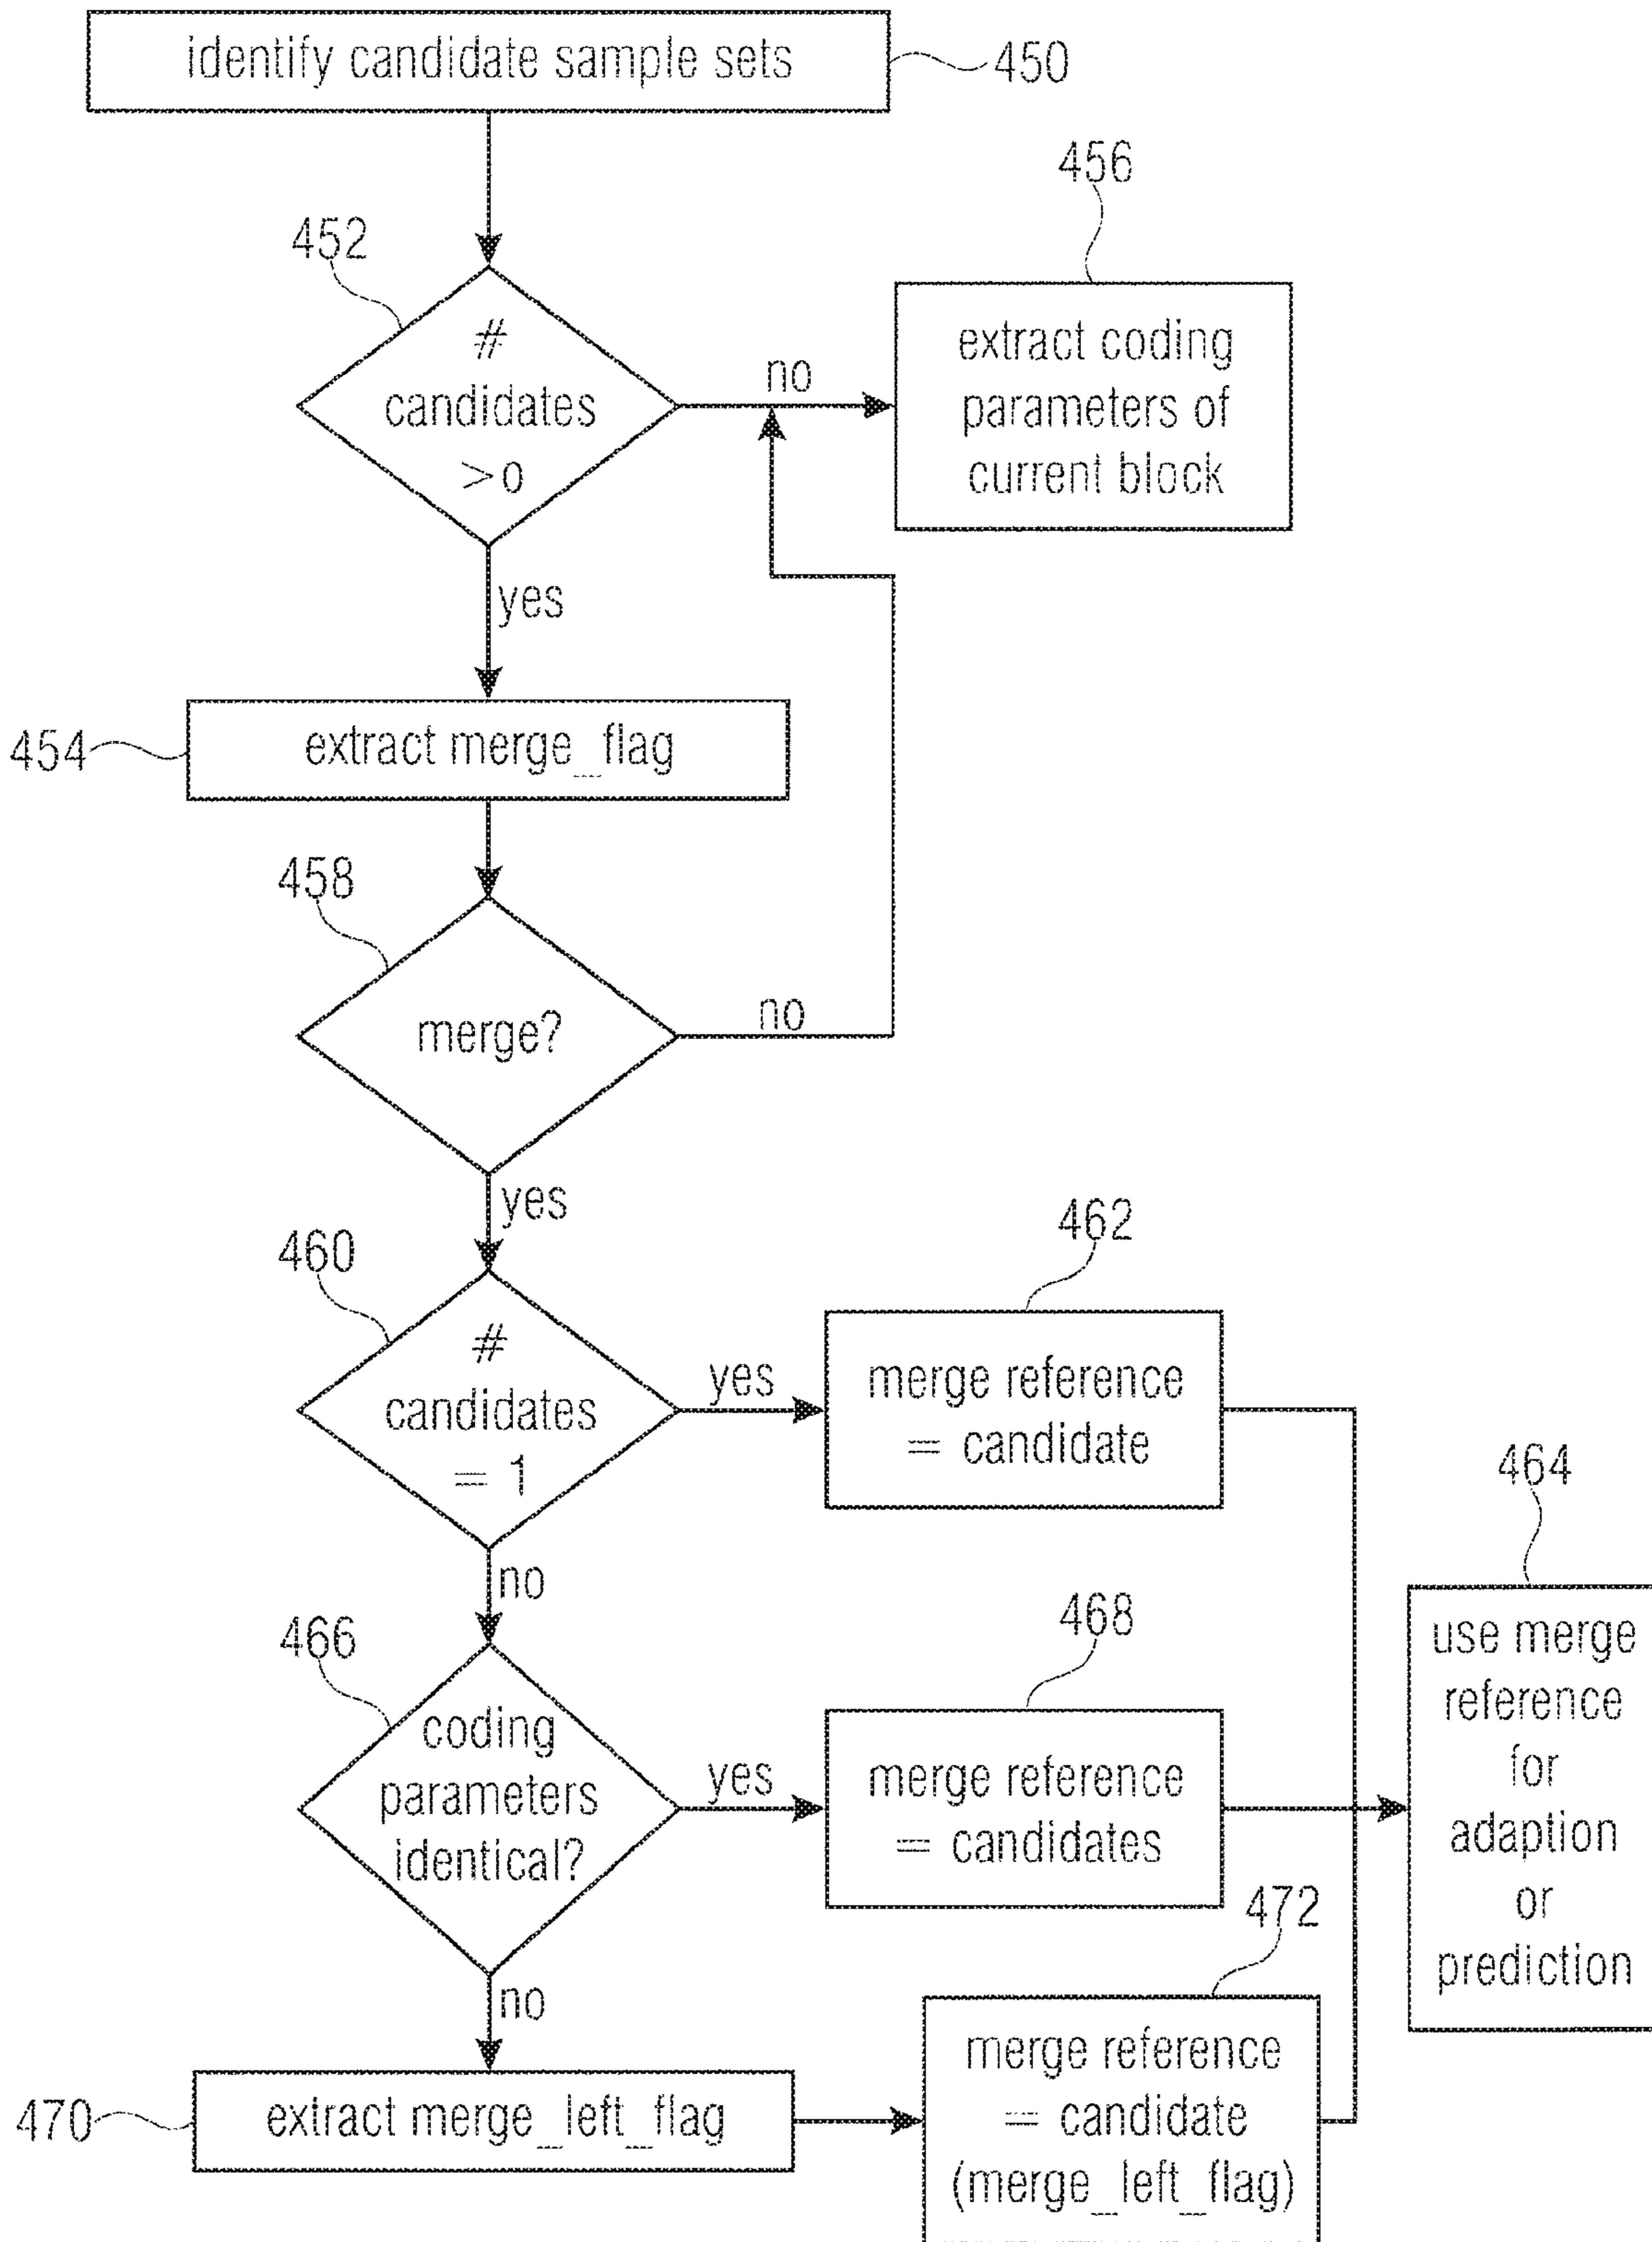 identify candidate sample sets
450
456
452
#
candidates
>0
no
extract coding
parameters of
current block
yes
454
extract merge_flag
458
merge?
no
yes
460
#
candidates
= 1
yes
462
merge reference
= candidate
464
use merge
reference
for
adaption
or
prediction
no
466
coding
parameters
identical?
yes
468
merge reference
= candidates
472
no
470
extract merge_left_flag
merge reference
= candidate
(merge_left_flag)